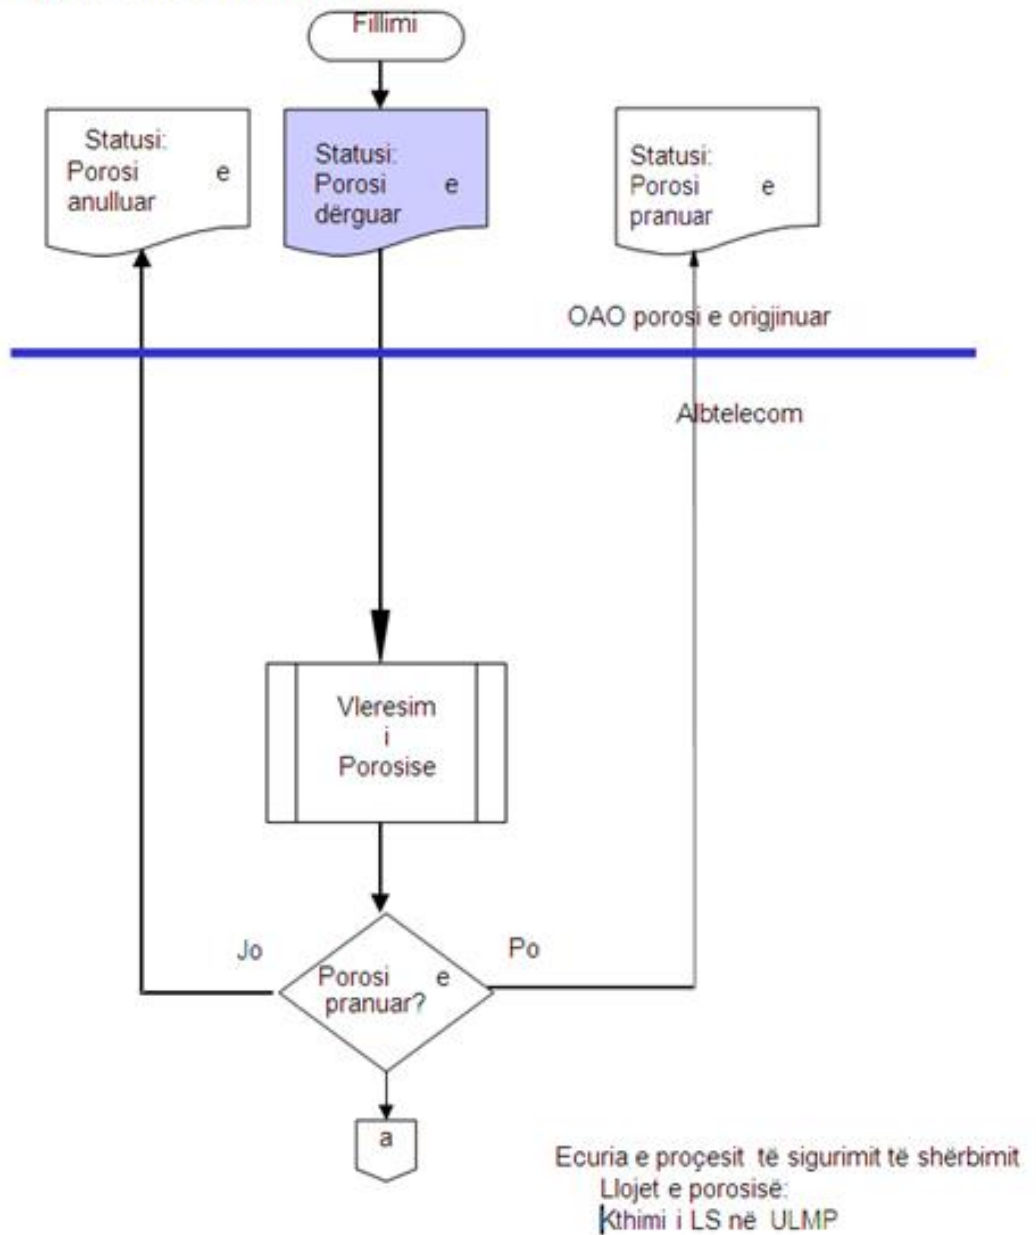 Fillimi
Statusi:
Porosi e
anulluar
Statusi:
Porosi e
dërguar
Statusi:
Porosi e
pranuar
OAO porosi e origjinuar
Albtelecom
Vleresim
i
Porosise
Jo
Po
Porosi e
pranuar?
a
Ecuria e proçesit të sigurimit të shërbimit
Llojet e porosisë:
Kthimi i LS në ULMP